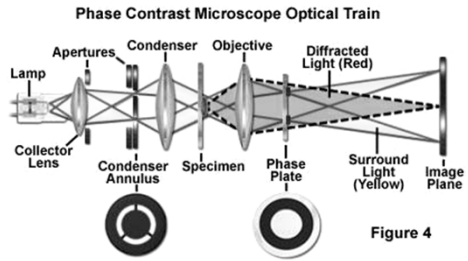 Phase Contrast Microscope Optical Train
Apertures
Condenser
Objective
Diffracted
Light (Red)
Lamp
Collector
Lens
Condenser
Annulus
Specimen
Phase
Plate
Surround
Light
(Yellow)
Image
Plane
Figure 4